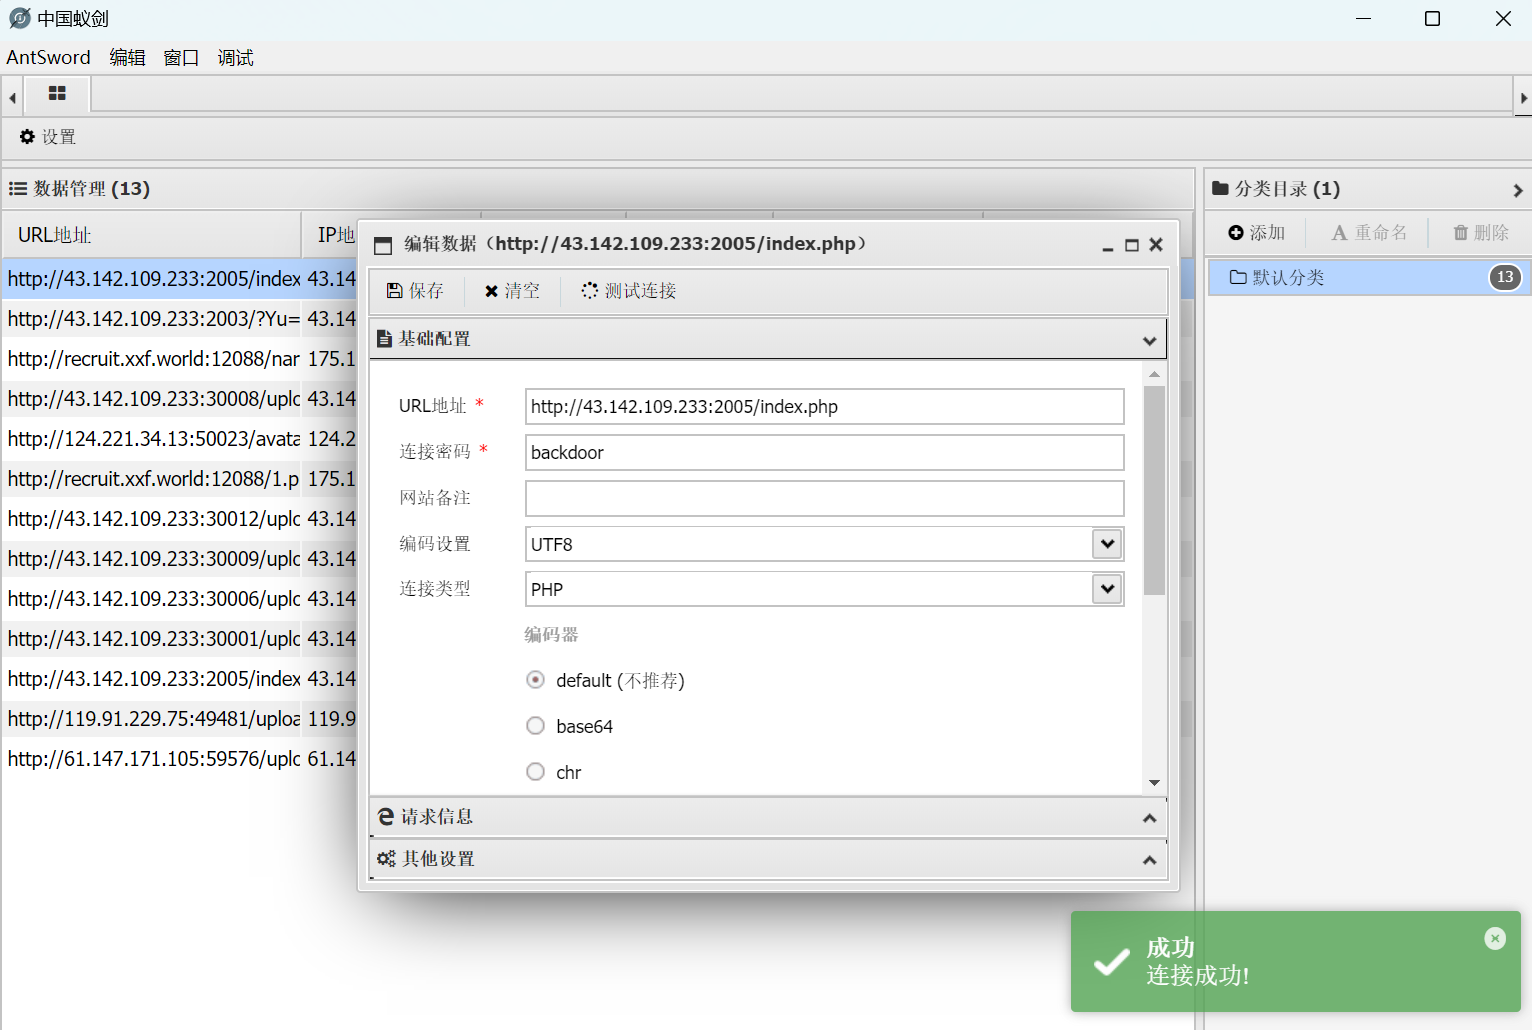 中国蚁剑
AntSword 编辑 窗口 调试
设置
数据管理 (13)
URL地址 IP地
http://43.142.109.233:2005/index 43.14
http://43.142.109.233:2003/?Yu= 43.14
http://recruit.xxf.world:12088/nar 175.1
http://43.142.109.233:30008/uplo 43.14
http://124.221.34.13:50023/avata 124.2
http://recruit.xxf.world:12088/1.p 175.1
http://43.142.109.233:30012/uplo 43.14
http://43.142.109.233:30009/uplo 43.14
http://43.142.109.233:30006/uplo 43.14
http://43.142.109.233:30001/uplo 43.14
http://43.142.109.233:2005/index 43.14
http://119.91.229.75:49481/uploa 119.9
http://61.147.171.105:59576/uplo 61.14
编辑数据（http://43.142.109.233:2005/index.php）
保存 清空 测试连接
基础配置
URL地址 * http://43.142.109.233:2005/index.php
连接密码 * backdoor
网站备注
编码设置 UTF8
连接类型 PHP
编码器
default (不推荐)
base64
chr
请求信息
其他设置
分类目录 (1)
添加 重命名 删除
默认分类 13
成功
连接成功!